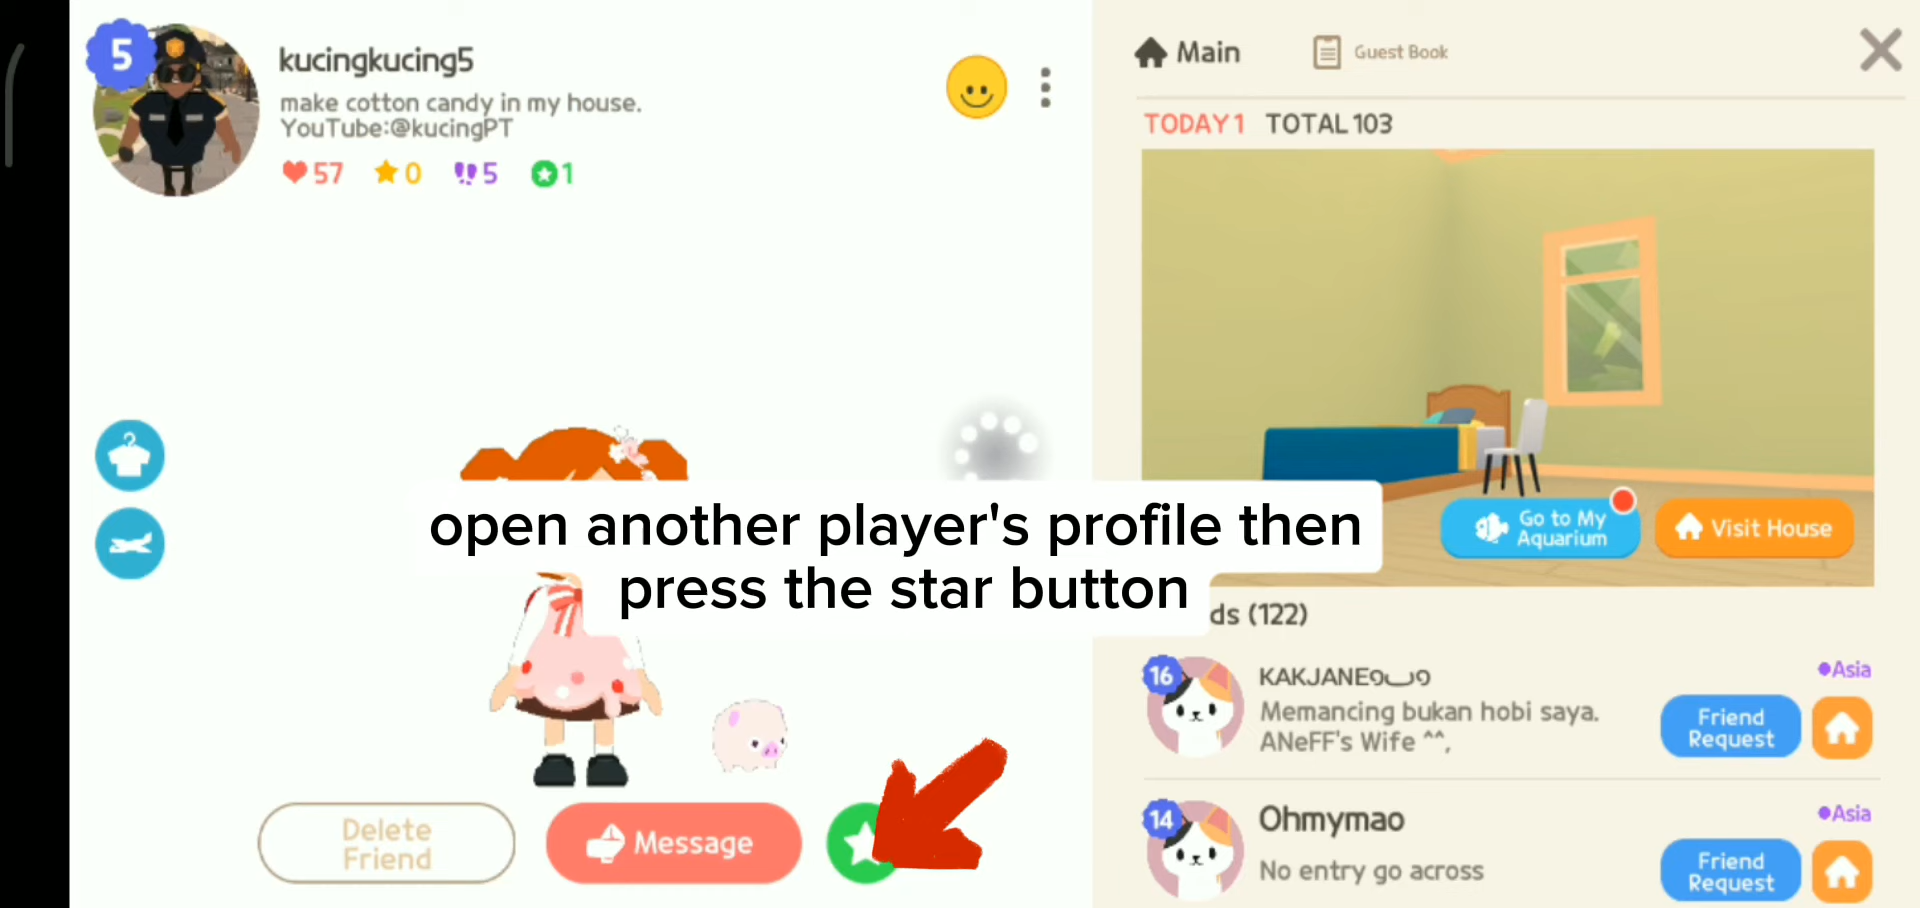 5
kucingkucing5
make cotton candy in my house.
YouTube:@kucingPT
57 0 5 1
Main
Guest Book
TODAY 1 TOTAL 103
open another player's profile then
press the star button
Go to My
Aquarium
Visit House
ds (122)
16
KAKJANE
Asia
Memancing bukan hobi saya.
ANeFF's Wife ^^,
Friend
Request
14
Ohmymao
Asia
No entry go across
Friend
Request
Delete
Friend
Message